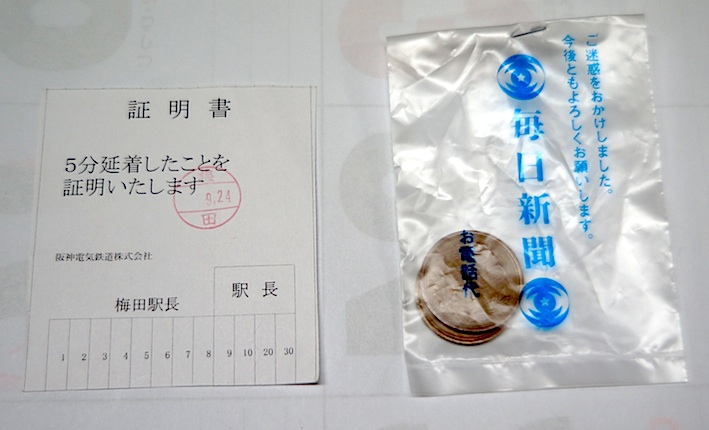 証明書
5分延着したことを
証明いたします
9.24
田
阪神電気鉄道株式会社
駅長
梅田駅長
1 2 3 4 5 6 7 8 9 10 20 30
ご迷惑をおかけしました。
今後ともよろしくお願いします。
毎日新聞
お電話代